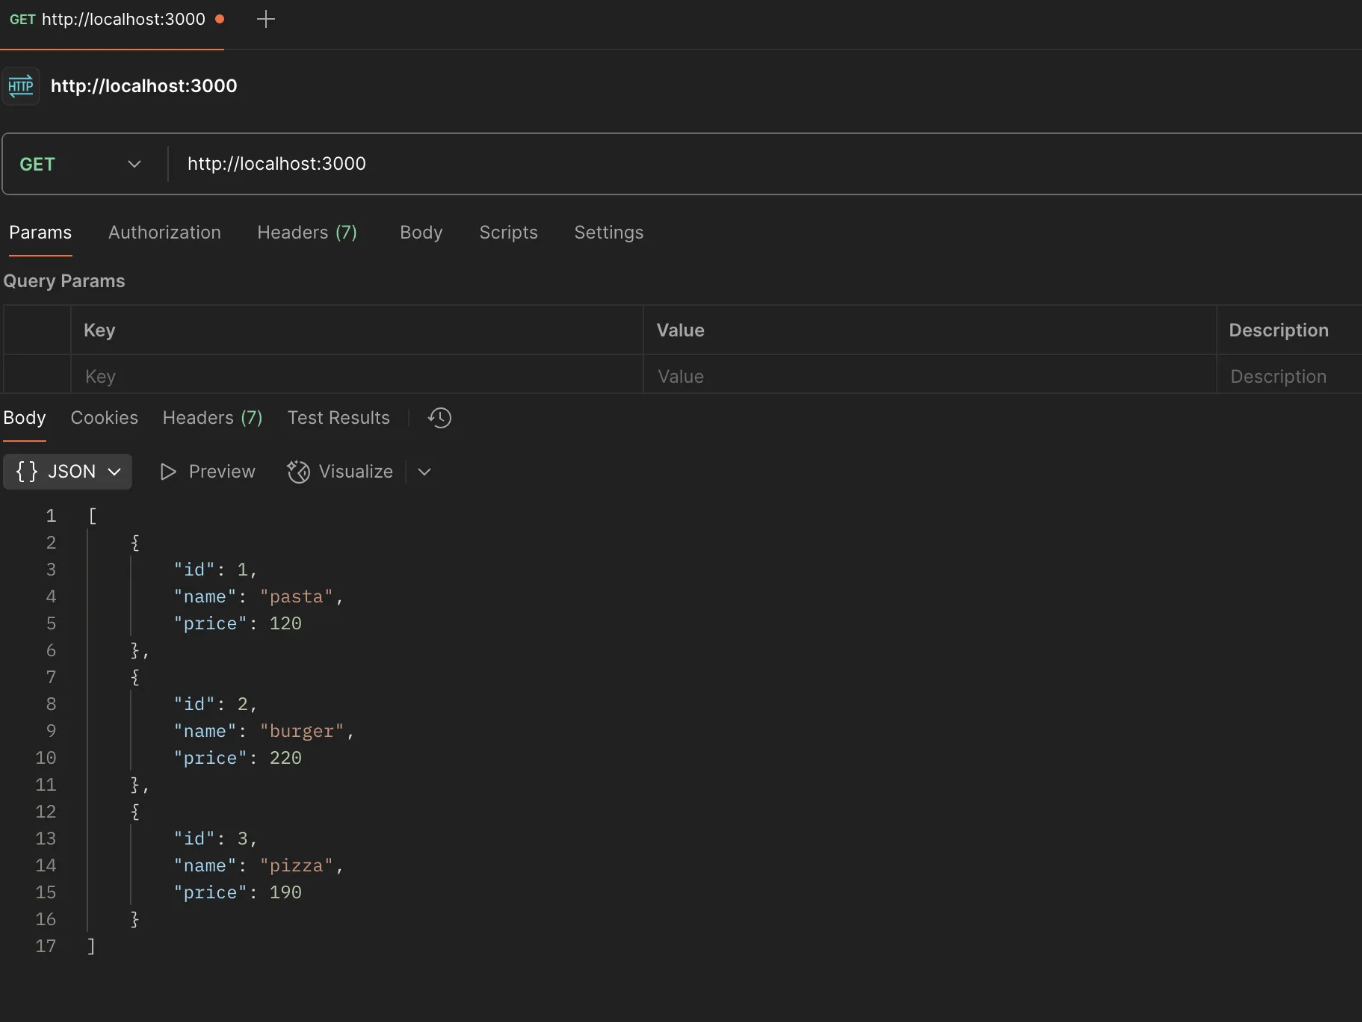 GET http://localhost:3000
HTTP http://localhost:3000
GET http://localhost:3000
Params Authorization Headers (7) Body Scripts Settings
Query Params
Key Value Description
Key Value Description
Body Cookies Headers (7) Test Results
{} JSON Preview Visualize
1 [
2 {
3 "id": 1,
4 "name": "pasta",
5 "price": 120
6 },
7 {
8 "id": 2,
9 "name": "burger",
10 "price": 220
11 },
12 {
13 "id": 3,
14 "name": "pizza",
15 "price": 190
16 }
17 ]